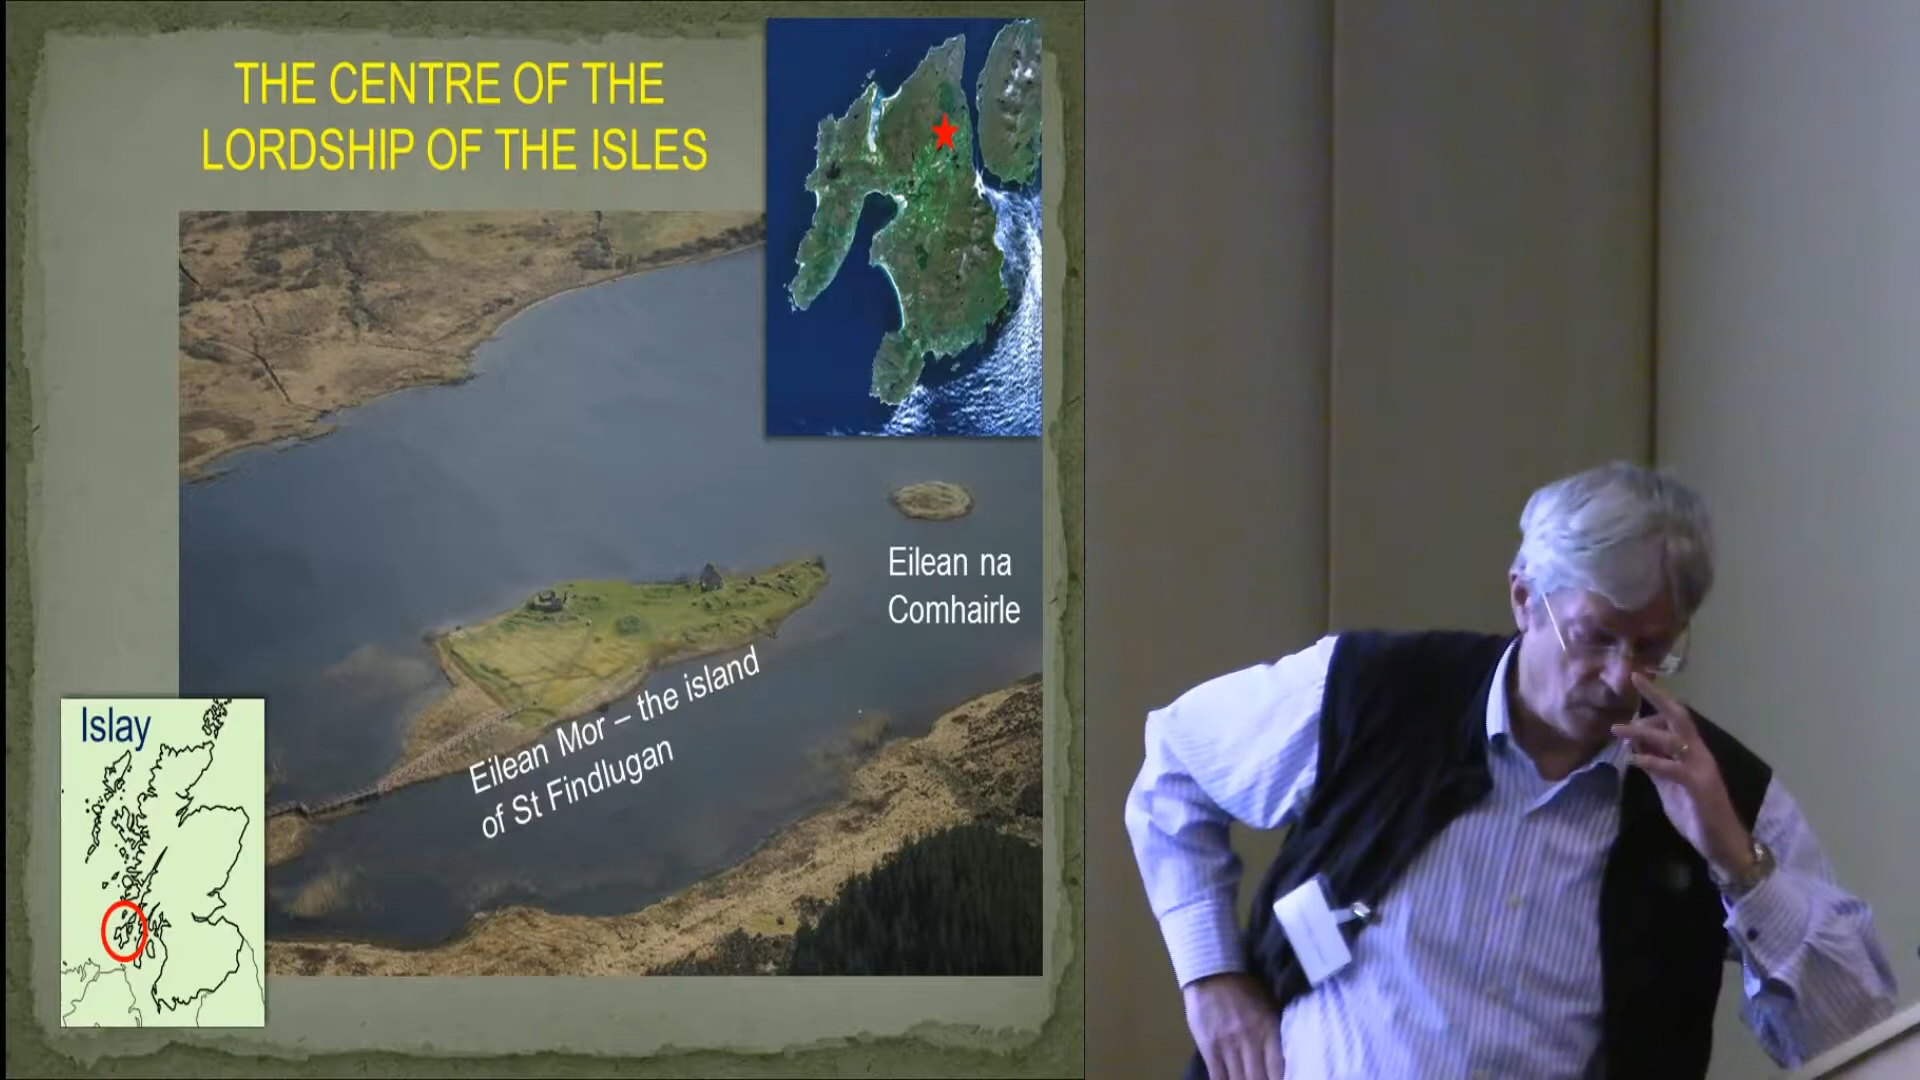 THE CENTRE OF THE
LORDSHIP OF THE ISLES
Eilean na
Comhairle
Eilean Mor – the island
of St Findlugan
Islay